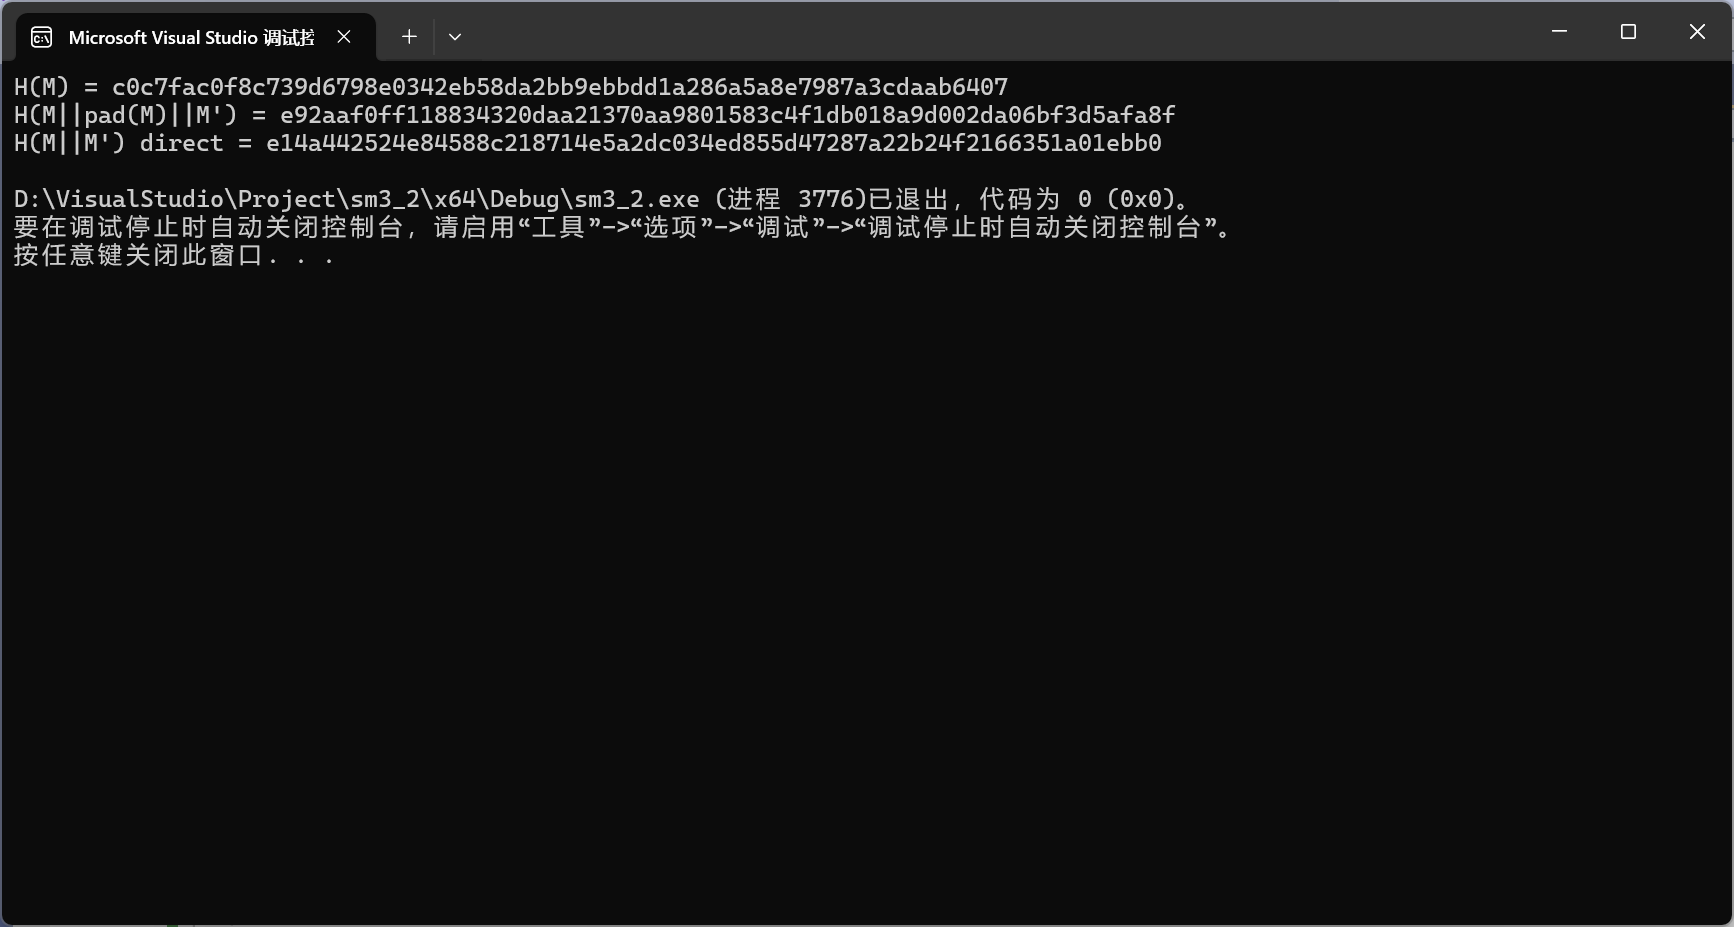 Microsoft Visual Studio 调试控
H(M) = c0c7fac0f8c739d6798e0342eb58da2bb9ebbdd1a286a5a8e7987a3cdaab6407
H(M||pad(M)||M') = e92aaf0ff118834320daa21370aa9801583c4f1db018a9d002da06bf3d5afa8f
H(M||M') direct = e14a442524e84588c218714e5a2dc034ed855d47287a22b24f2166351a01ebb0
D:\VisualStudio\Project\sm3_2\x64\Debug\sm3_2.exe (进程 3776)已退出，代码为 0 (0x0)。
要在调试停止时自动关闭控制台，请启用“工具”->“选项”->“调试”->“调试停止时自动关闭控制台”。
按任意键关闭此窗口. . .